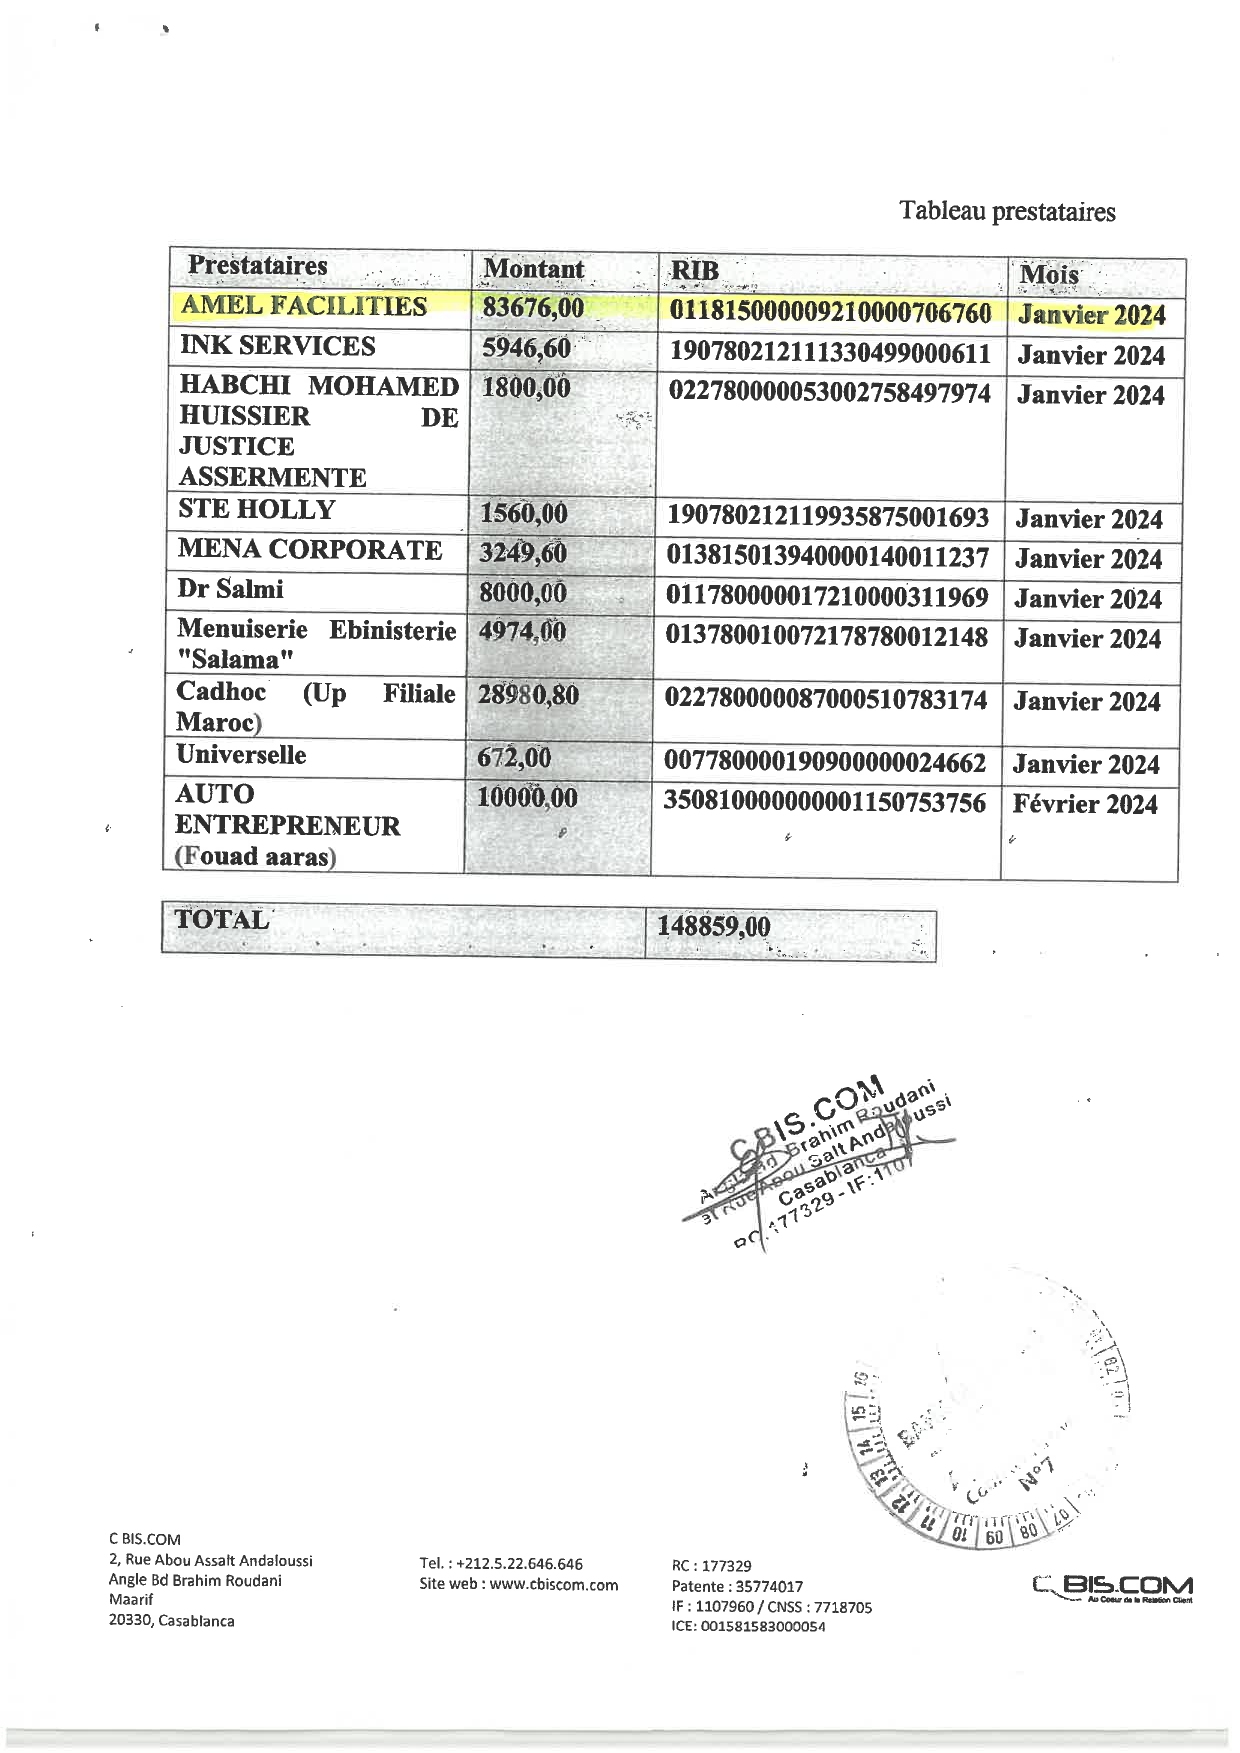 Tableau prestataires
Prestataires Montant RIB Mois
AMEL FACILITIES 83676,00 011815000009210000706760 Janvier 2024
INK SERVICES 5946,60 190780212111330499000611 Janvier 2024
HABCHI MOHAMED 1800,00 022780000053002758497974 Janvier 2024
HUISSIER DE
JUSTICE
ASSERMENTE
STE HOLLY 1560,00 190780212119935875001693 Janvier 2024
MENA CORPORATE 3249,60 013815013940000140011237 Janvier 2024
Dr Salmi 8000,00 011780000017210000311969 Janvier 2024
Menuiserie Ebinisterie 4974,00 013780010072178780012148 Janvier 2024
"Salama"
Cadhoc (Up Filiale 28980,80 022780000087000510783174 Janvier 2024
Maroc)
Universelle 672,00 007780000190900000024662 Janvier 2024
AUTO 10000,00 350810000000001150753756 Février 2024
ENTREPRENEUR
(Fouad aaras)
TOTAL 148859,00
C BIS.COM
Bd Brahim Roudani
31 Rue Abou Salt Andaloussi
Casablanca
177329 - IF:1107
82
16
15
14
13
12
11
10
09
08
07
N°7
C BIS.COM
2, Rue Abou Assalt Andaloussi
Angle Bd Brahim Roudani
Maarif
20330, Casablanca
Tel. : +212.5.22.646.646
Site web : www.cbiscom.com
RC : 177329
Patente : 35774017
IF : 1107960 / CNSS : 7718705
ICE: 001581583000054
C BIS.COM
Au Coeur de la Relation Client